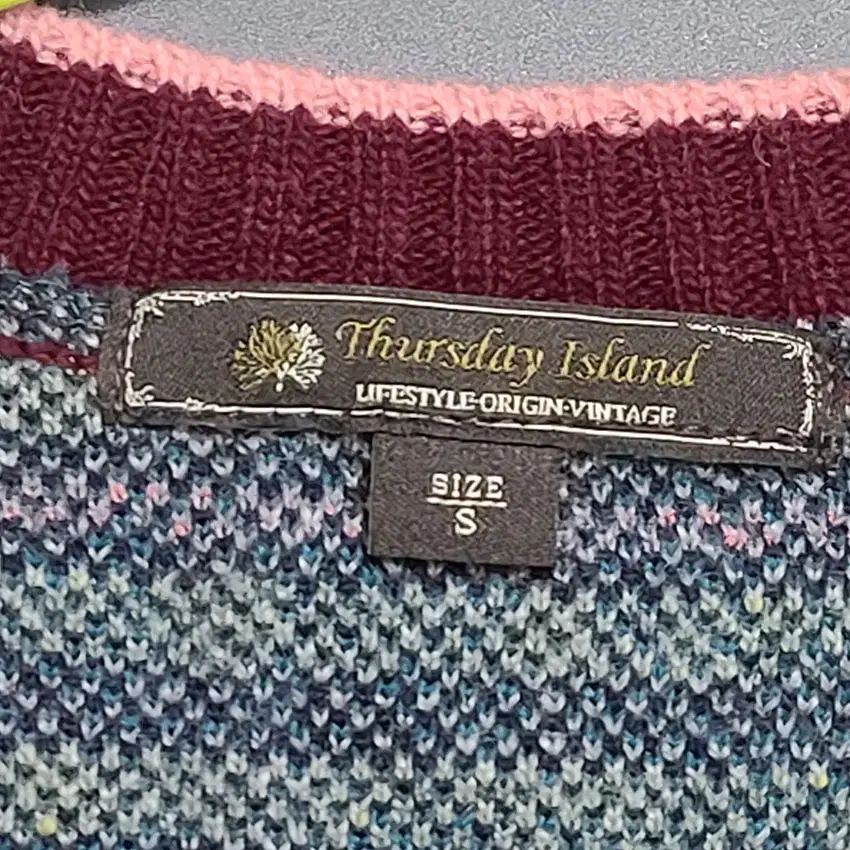 Thursday Island
LIFESTYLE·ORIGIN·VINTAGE
SIZE
S